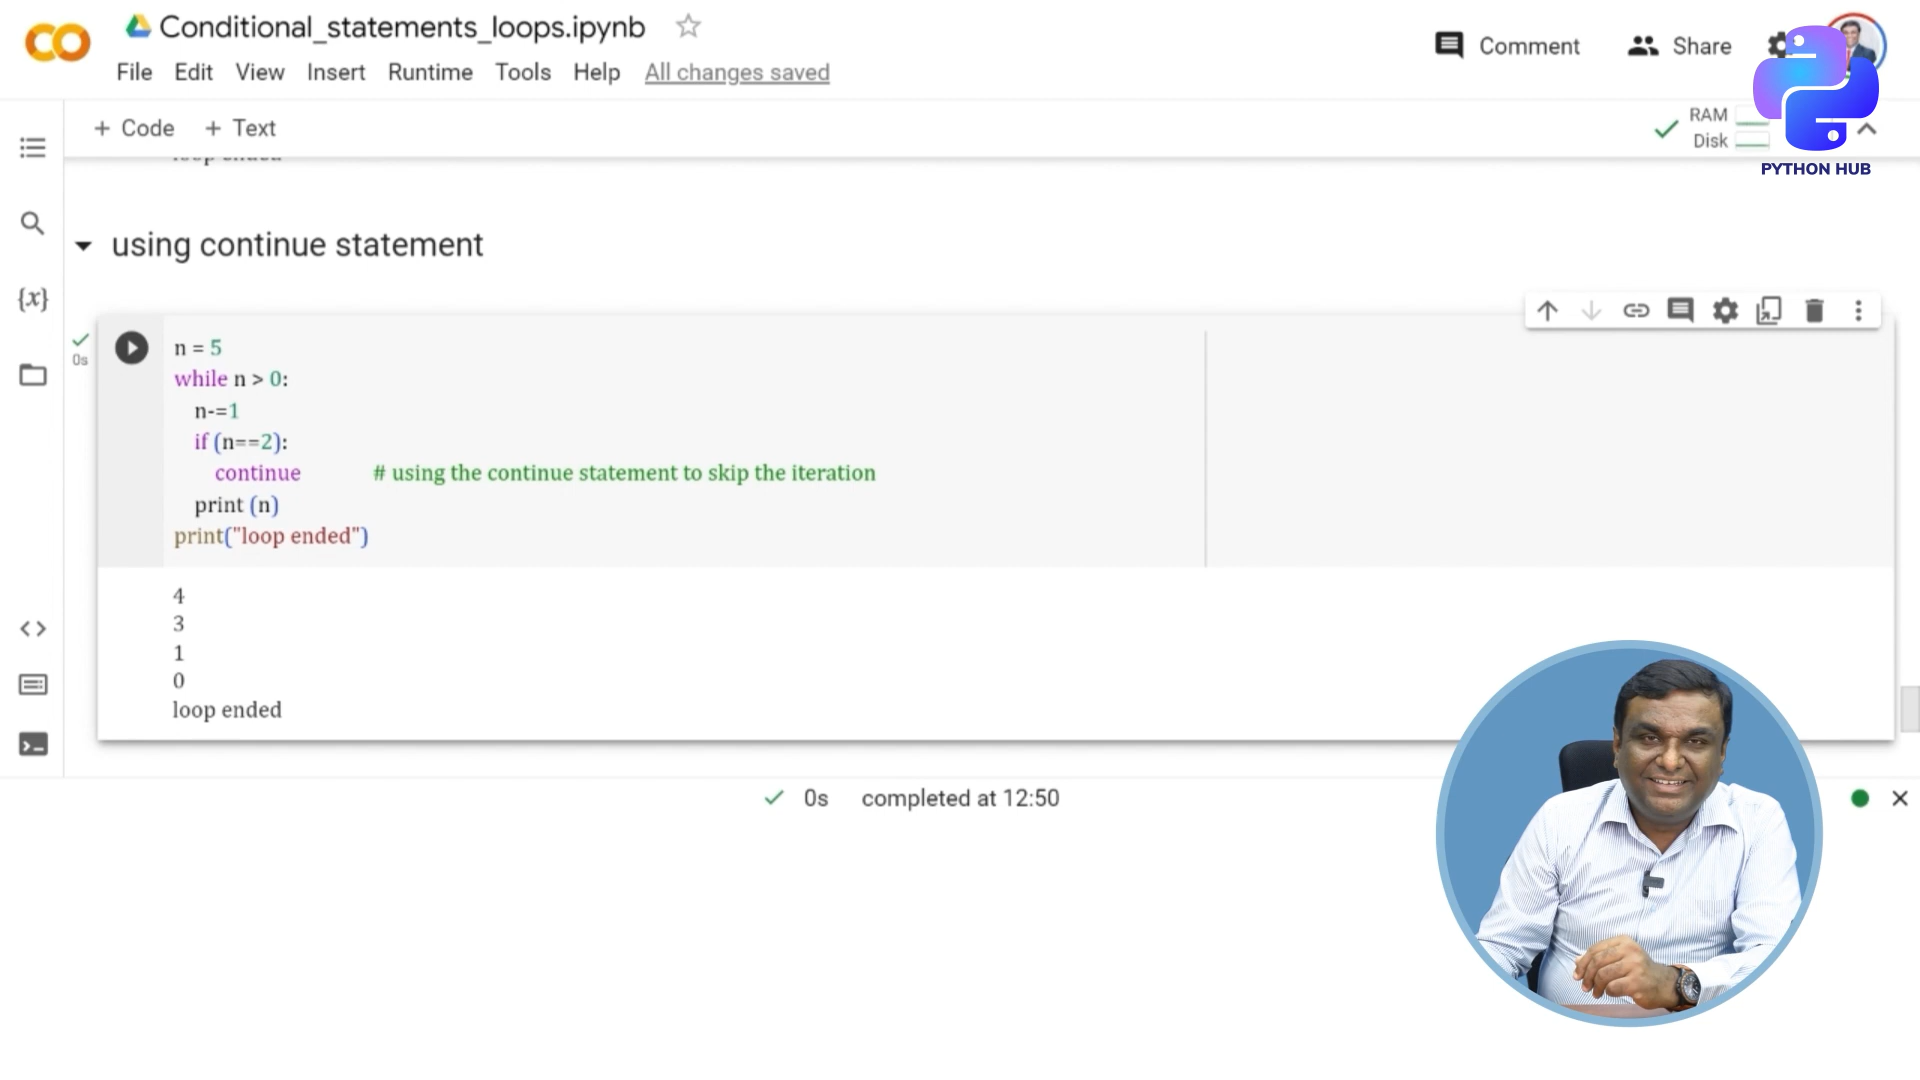 Conditional_statements_loops.ipynb
File Edit View Insert Runtime Tools Help All changes saved
Comment Share
+ Code + Text
RAM
Disk
PYTHON HUB
loop ended
using continue statement
{x}
0s
n = 5
while n > 0:
n-=1
if (n==2):
continue # using the continue statement to skip the iteration
print (n)
print("loop ended")
4
3
1
0
loop ended
0s completed at 12:50